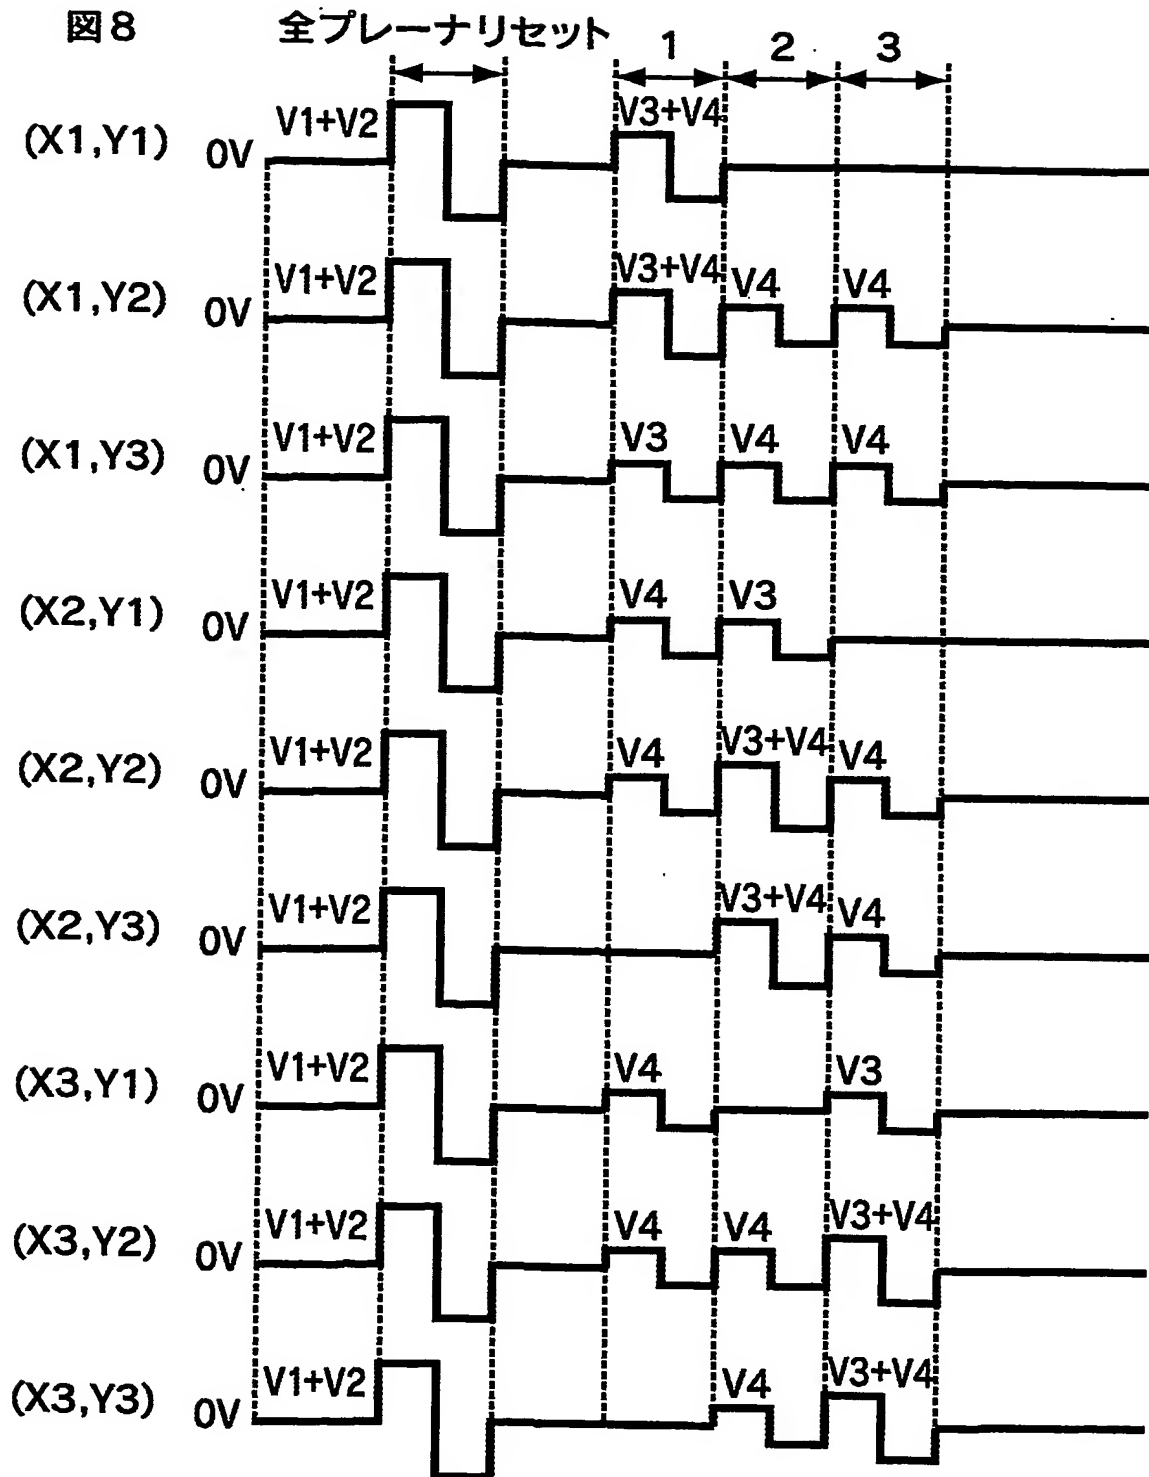 図8 全プレーナリセット 1 2 3
(X1,Y1) 0V V1+V2 V3+V4
(X1,Y2) 0V V1+V2 V3+V4 V4 V4
(X1,Y3) 0V V1+V2 V3 V4 V4
(X2,Y1) 0V V1+V2 V4 V3
(X2,Y2) 0V V1+V2 V4 V3+V4 V4
(X2,Y3) 0V V1+V2 V3+V4 V4
(X3,Y1) 0V V1+V2 V4 V3
(X3,Y2) 0V V1+V2 V4 V4 V3+V4
(X3,Y3) 0V V1+V2 V4 V3+V4